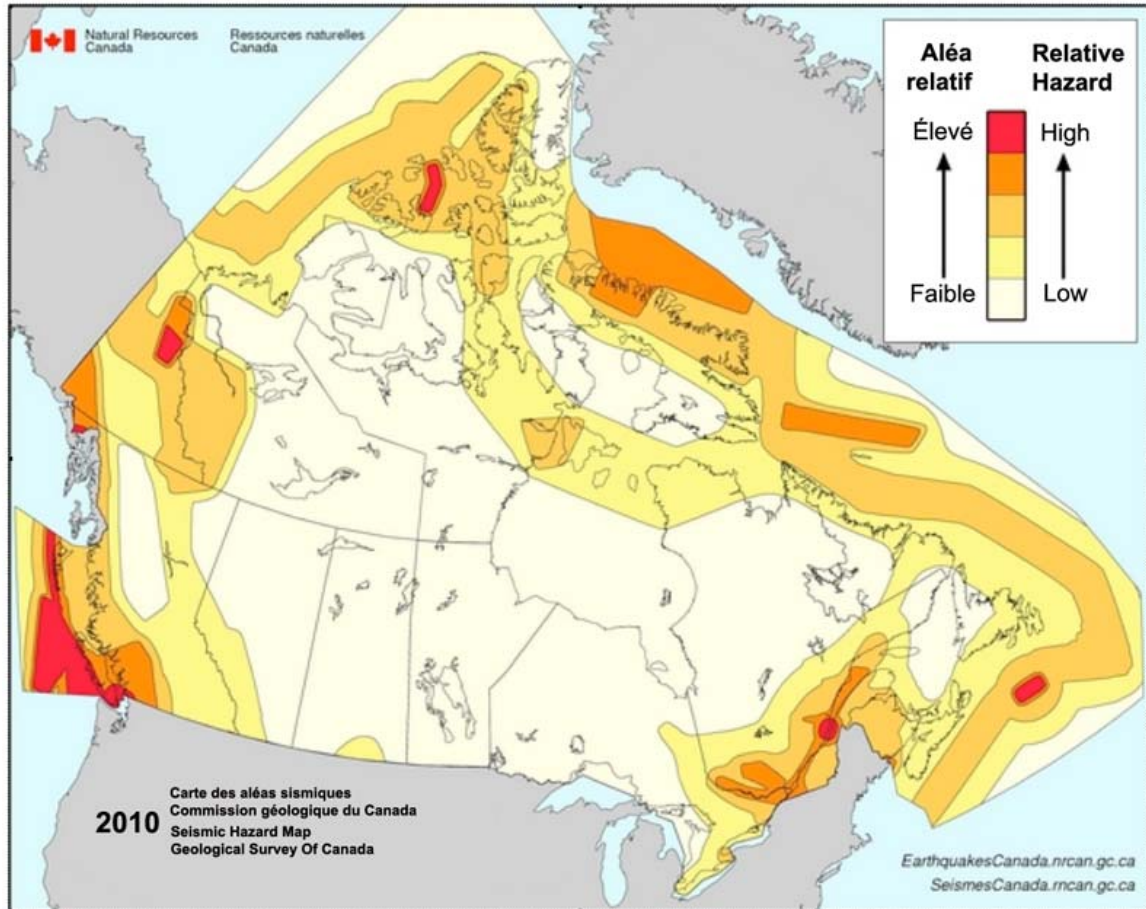 Natural Resources
Canada
Ressources naturelles
Canada
Aléa
relatif
Relative
Hazard
Élevé
High
Faible
Low
2010
Carte des aléas sismiques
Commission géologique du Canada
Seismic Hazard Map
Geological Survey Of Canada
EarthquakesCanada.nrcan.gc.ca
SeismesCanada.rncan.gc.ca